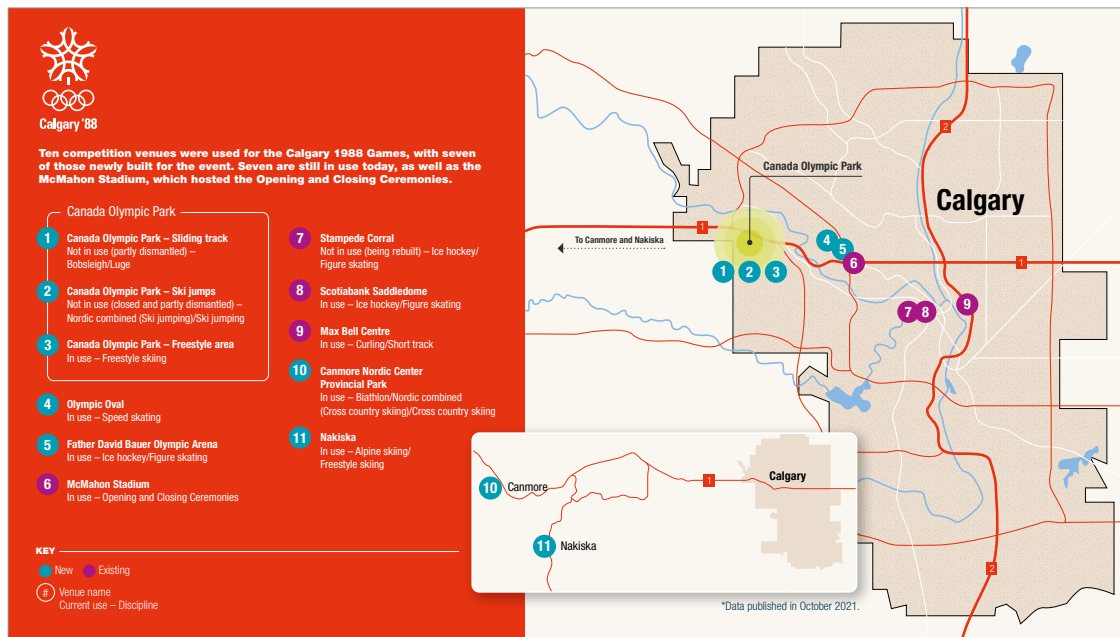 Calgary '88
Ten competition venues were used for the Calgary 1988 Games, with seven
of those newly built for the event. Seven are still in use today, as well as the
McMahon Stadium, which hosted the Opening and Closing Ceremonies.
Canada Olympic Park
1 Canada Olympic Park – Sliding track
Not in use (partly dismantled) –
Bobsleigh/Luge
2 Canada Olympic Park – Ski jumps
Not in use (closed and partly dismantled) –
Nordic combined (Ski jumping)/Ski jumping
3 Canada Olympic Park – Freestyle area
In use – Freestyle skiing
4 Olympic Oval
In use – Speed skating
5 Father David Bauer Olympic Arena
In use – Ice hockey/Figure skating
6 McMahon Stadium
In use – Opening and Closing Ceremonies
7 Stampede Corral
Not in use (being rebuilt) – Ice hockey/
Figure skating
8 Scotiabank Saddledome
In use – Ice hockey/Figure skating
9 Max Bell Centre
In use – Curling/Short track
10 Canmore Nordic Center
Provincial Park
In use – Biathlon/Nordic combined
(Cross country skiing)/Cross country skiing
11 Nakiska
In use – Alpine skiing/
Freestyle skiing
KEY
New Existing
# Venue name
Current use – Discipline
2
Canada Olympic Park
Calgary
1
To Canmore and Nakiska
4
5
6
1
1 2 3
7 8
9
1
Calgary
10 Canmore
11 Nakiska
2
*Data published in October 2021.